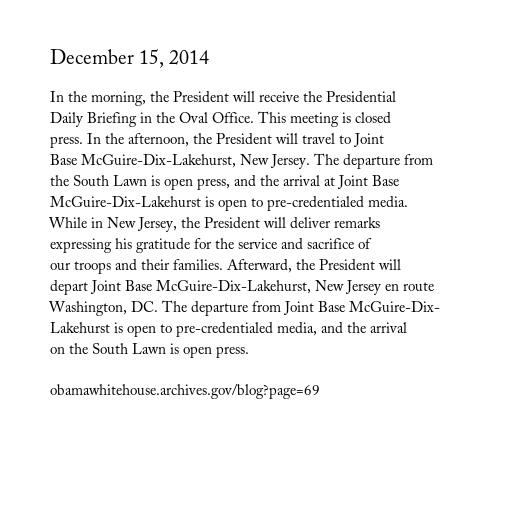 December 15, 2014
In the morning, the President will receive the Presidential
Daily Briefing in the Oval Office. This meeting is closed
press. In the afternoon, the President will travel to Joint
Base McGuire-Dix-Lakehurst, New Jersey. The departure from
the South Lawn is open press, and the arrival at Joint Base
McGuire-Dix-Lakehurst is open to pre-credentialed media.
While in New Jersey, the President will deliver remarks
expressing his gratitude for the service and sacrifice of
our troops and their families. Afterward, the President will
depart Joint Base McGuire-Dix-Lakehurst, New Jersey en route
Washington, DC. The departure from Joint Base McGuire-Dix-
Lakehurst is open to pre-credentialed media, and the arrival
on the South Lawn is open press.
obamawhitehouse.archives.gov/blog?page=69